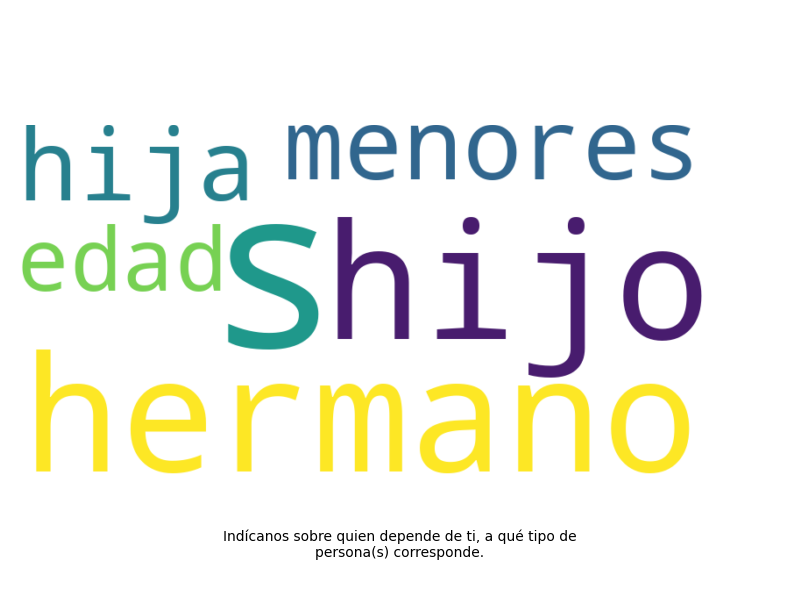 hija menores
edad s hijo
hermano
Indícanos sobre quien depende de ti, a qué tipo de
persona(s) corresponde.